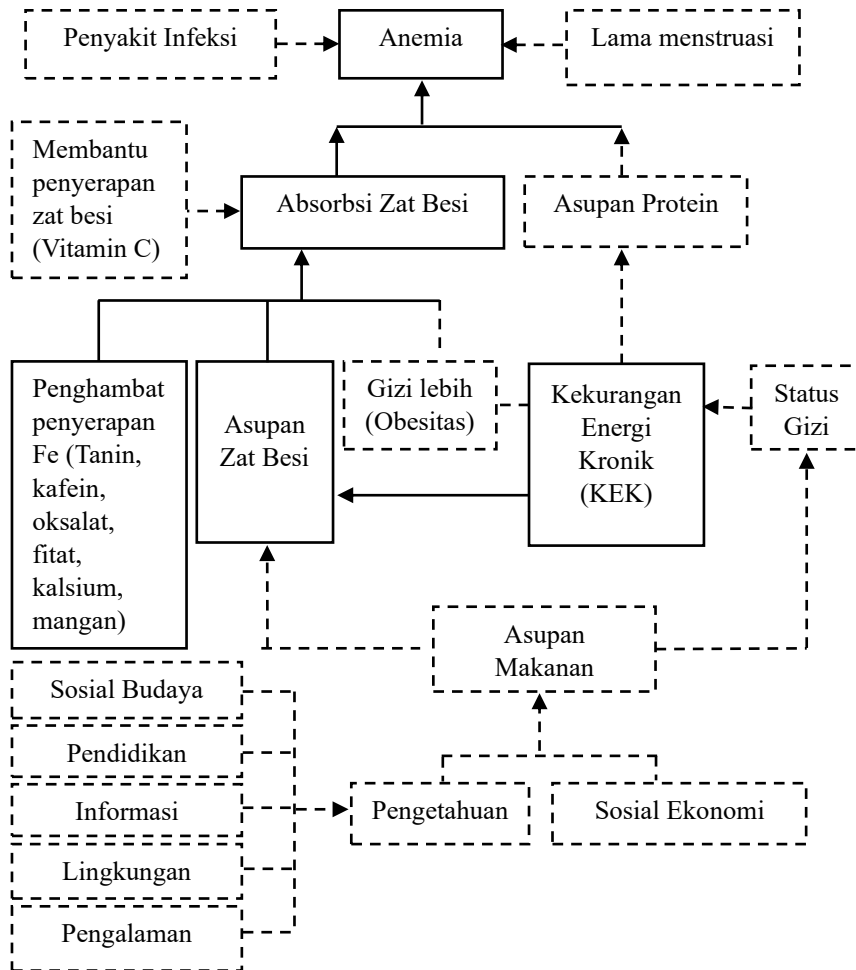 Penyakit Infeksi
Anemia
Lama menstruasi
Membantu
penyerapan
zat besi
(Vitamin C)
Absorbsi Zat Besi
Asupan Protein
Penghambat
penyerapan
Fe (Tanin,
kafein,
oksalat,
fitat,
kalsium,
mangan)
Asupan
Zat Besi
Gizi lebih
(Obesitas)
Kekurangan
Energi
Kronik
(KEK)
Status
Gizi
Asupan
Makanan
Sosial Budaya
Pendidikan
Informasi
Lingkungan
Pengalaman
Pengetahuan
Sosial Ekonomi